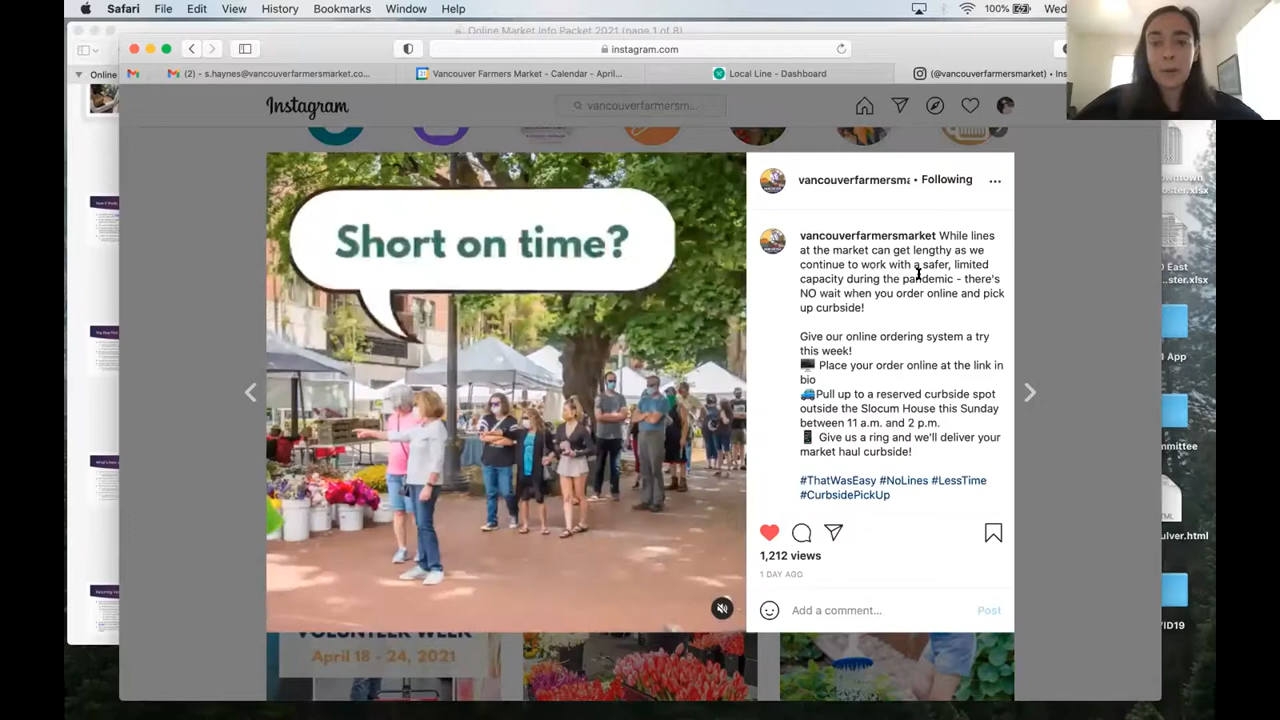 Safari File Edit View History Bookmarks Window Help
100%
Wed
Online Market Info Packet 2021 (page 1 of 8)
instagram.com
(2) - s.haynes@vancouverfarmersmarket.co...
Vancouver Farmers Market - Calendar - April...
Local Line - Dashboard
(@vancouverfarmersmarket) • Ins
Online
Instagram
vancouverfarmersm...
Short on time?
vancouverfarmersma • Following
vancouverfarmersmarket While lines
at the market can get lengthy as we
continue to work with a safer, limited
capacity during the pandemic - there's
NO wait when you order online and pick
up curbside!
Give our online ordering system a try
this week!
🖥️ Place your order online at the link in
bio
🚙Pull up to a reserved curbside spot
outside the Slocum House this Sunday
between 11 a.m. and 2 p.m.
📱 Give us a ring and we'll deliver your
market haul curbside!
#ThatWasEasy #NoLines #LessTime
#CurbsidePickUp
1,212 views
1 DAY AGO
Add a comment...
Post
VOLUNTEER WEEK
April 18 - 24, 2021
.xlsx
East
ster.xlsx
App
mmittee
ulver.html
VID19